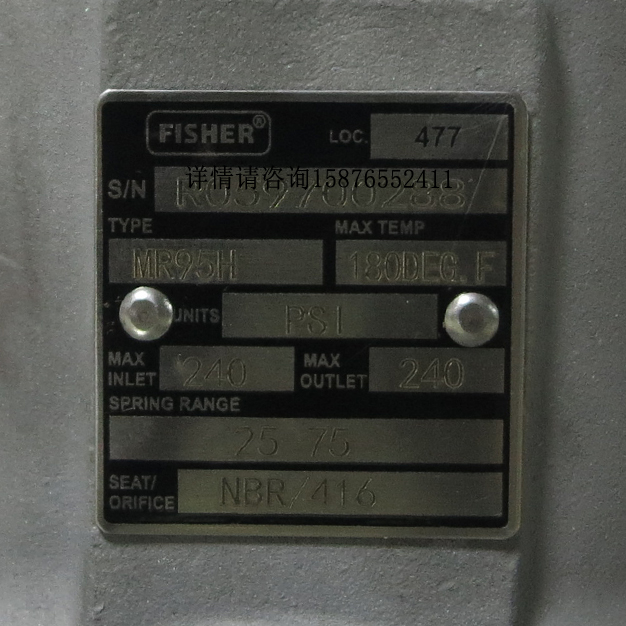 FISHER®
LOC. 477
详情请咨询15876552411
S/N R059700288
TYPE MAX TEMP
MR95H 180DEG.F
UNITS PSI
MAX INLET 240 MAX OUTLET 240
SPRING RANGE
25 75
SEAT/
ORIFICE NBR/416